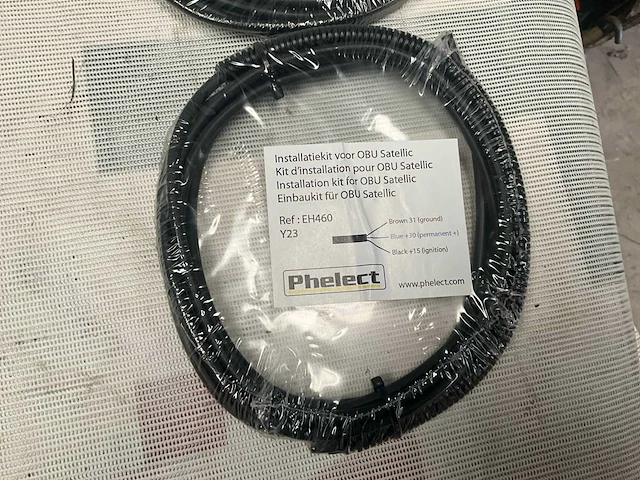 Installatiekit voor OBU Satellic
Kit d'installation pour OBU Satellic
Installation kit for OBU Satellic
Einbaukit für OBU Satellic
Ref : EH460
Y23
Brown 31 (ground)
Blue +30 (permanent +)
Black +15 (ignition)
Phelect
www.phelect.com